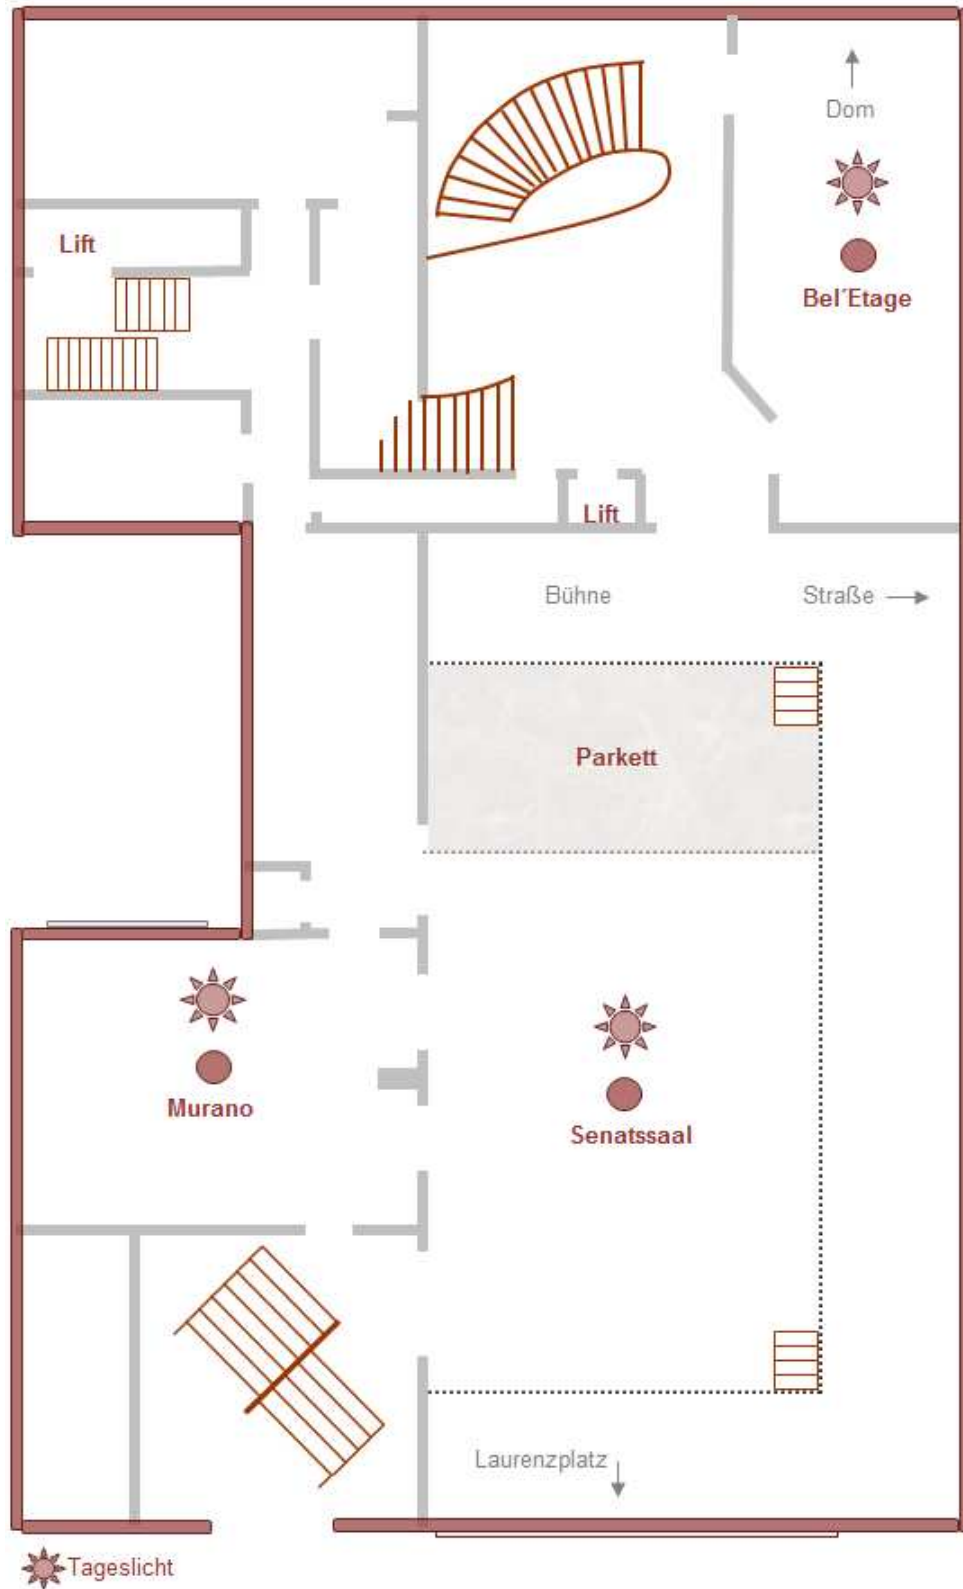 Dom
Lift
Bel´Etage
Lift
Bühne
Straße
Parkett
Murano
Senatssaal
Laurenzplatz
Tageslicht